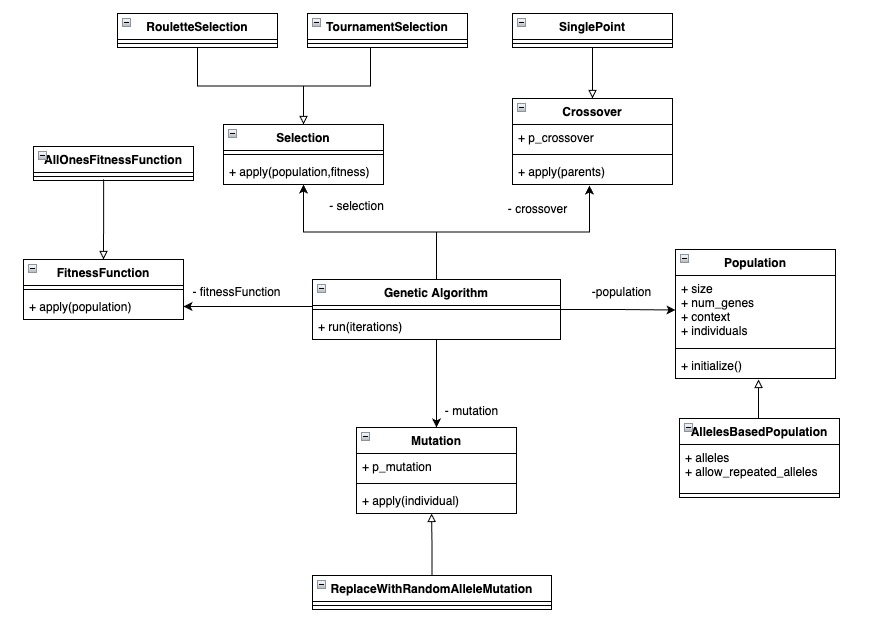 RouletteSelection
TournamentSelection
SinglePoint
Selection
+ apply(population,fitness)
Crossover
+ p_crossover
+ apply(parents)
AllOnesFitnessFunction
- selection
- crossover
FitnessFunction
+ apply(population)
- fitnessFunction
Genetic Algorithm
+ run(iterations)
-population
Population
+ size
+ num_genes
+ context
+ individuals
+ initialize()
- mutation
Mutation
+ p_mutation
+ apply(individual)
AllelesBasedPopulation
+ alleles
+ allow_repeated_alleles
ReplaceWithRandomAlleleMutation